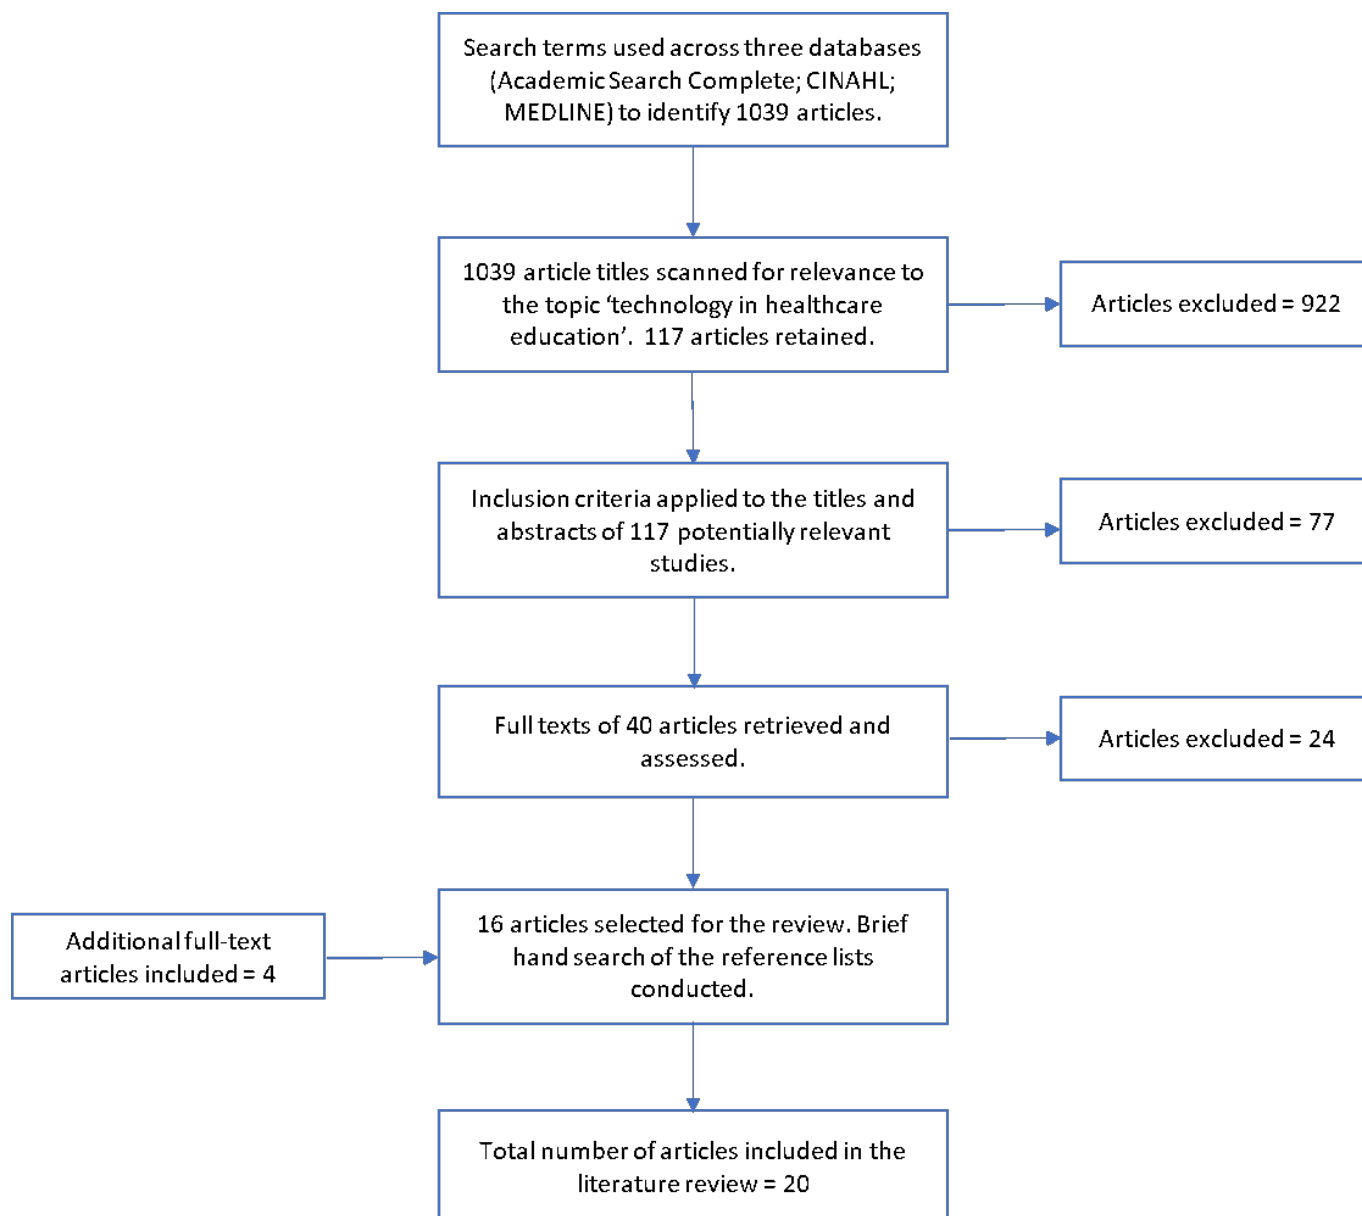 Search terms used across three databases
(Academic Search Complete; CINAHL;
MEDLINE) to identify 1039 articles.
1039 article titles scanned for relevance to
the topic ‘technology in healthcare
education’.  117 articles retained.
Articles excluded = 922
Inclusion criteria applied to the titles and
abstracts of 117 potentially relevant
studies.
Articles excluded = 77
Full texts of 40 articles retrieved and
assessed.
Articles excluded = 24
Additional full-text
articles included = 4
16 articles selected for the review. Brief
hand search of the reference lists
conducted.
Total number of articles included in the
literature review = 20